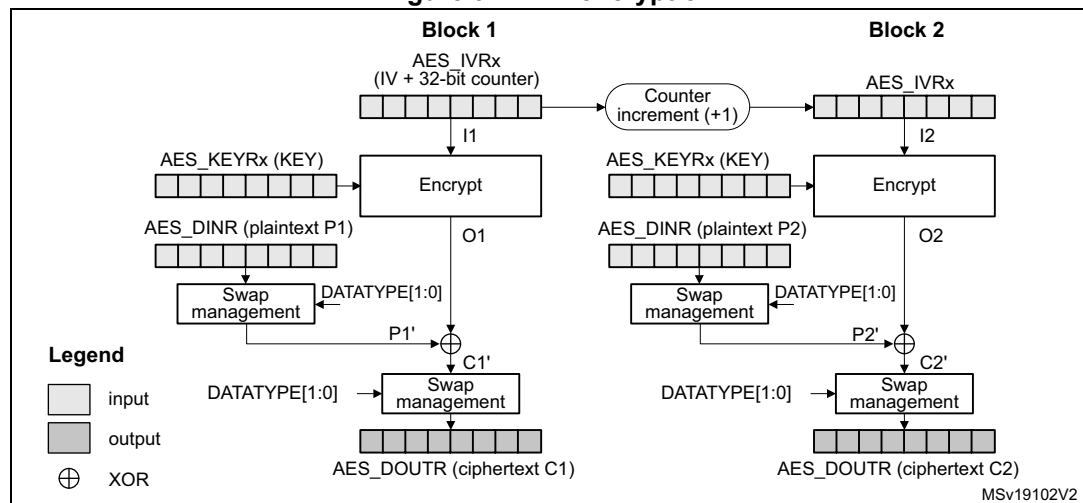 Block 1
Block 2
AES_IVRx
(IV + 32-bit counter)
Counter
increment (+1)
AES_IVRx
I1
I2
AES_KEYRx (KEY)
Encrypt
AES_KEYRx (KEY)
Encrypt
AES_DINR (plaintext P1)
O1
AES_DINR (plaintext P2)
O2
Swap
management
DATATYPE[1:0]
Swap
management
DATATYPE[1:0]
P1'
P2'
Legend
C1'
C2'
input
DATATYPE[1:0]
Swap
management
DATATYPE[1:0]
Swap
management
output
XOR
AES_DOUTR (ciphertext C1)
AES_DOUTR (ciphertext C2)
MSv19102V2